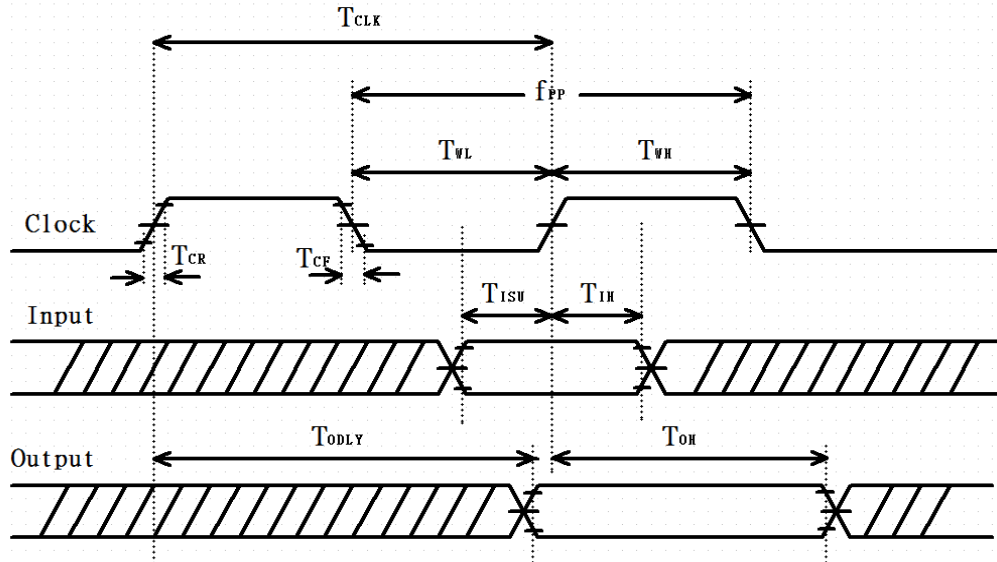 TCLK
fPP
TWL TWH
Clock
TCR TCF
TISU TIH
Input
TODLY TOH
Output